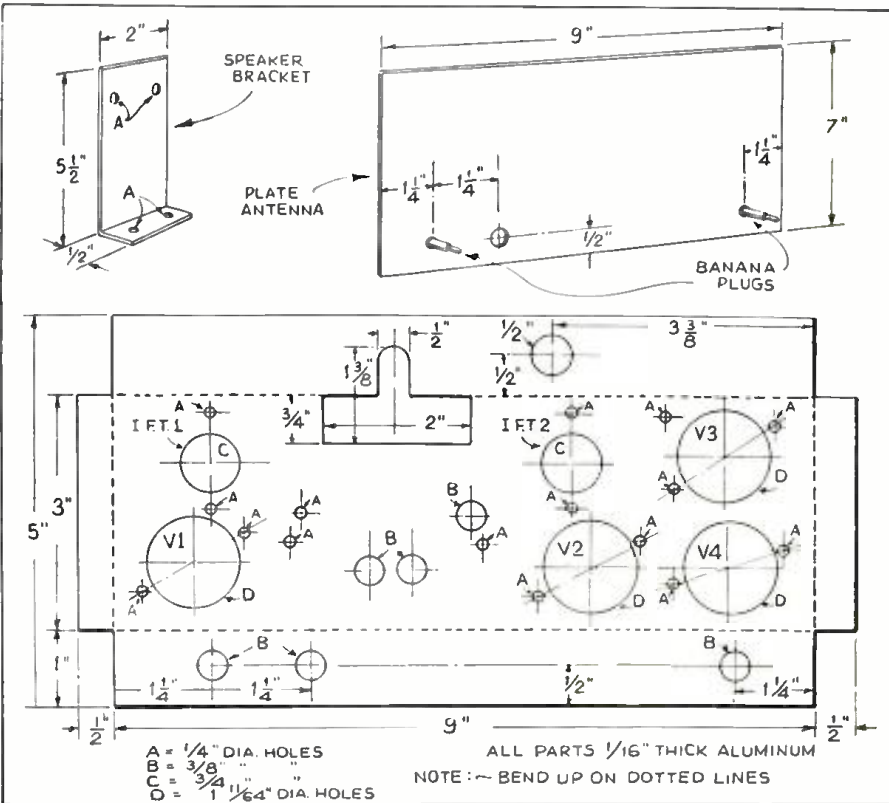 2"
SPEAKER
BRACKET
A
5 1/2"
A
1/2"
9"
7"
PLATE
ANTENNA
1 1/4"
1 1/4"
1 1/4"
1/2"
BANANA
PLUGS
1/2"
1/2"
3 3/8"
1 3/8"
1/2"
3/4"
2"
5"
3"
1"
A
I.F.T.1
C
A
A
A
A
V1
A
D
B
B
A
A
I.F.T.2
C
A
A
V2
A
D
A
A
V3
A
D
A
V4
A
D
B
B
1 1/4"
1 1/4"
1/2"
1 1/4"
1/2"
9"
1/2"
A = 1/4" DIA. HOLES
B = 3/8" " "
C = 3/4" " "
D = 1 11/64" DIA. HOLES
ALL PARTS 1/16" THICK ALUMINUM
NOTE:~ BEND UP ON DOTTED LINES